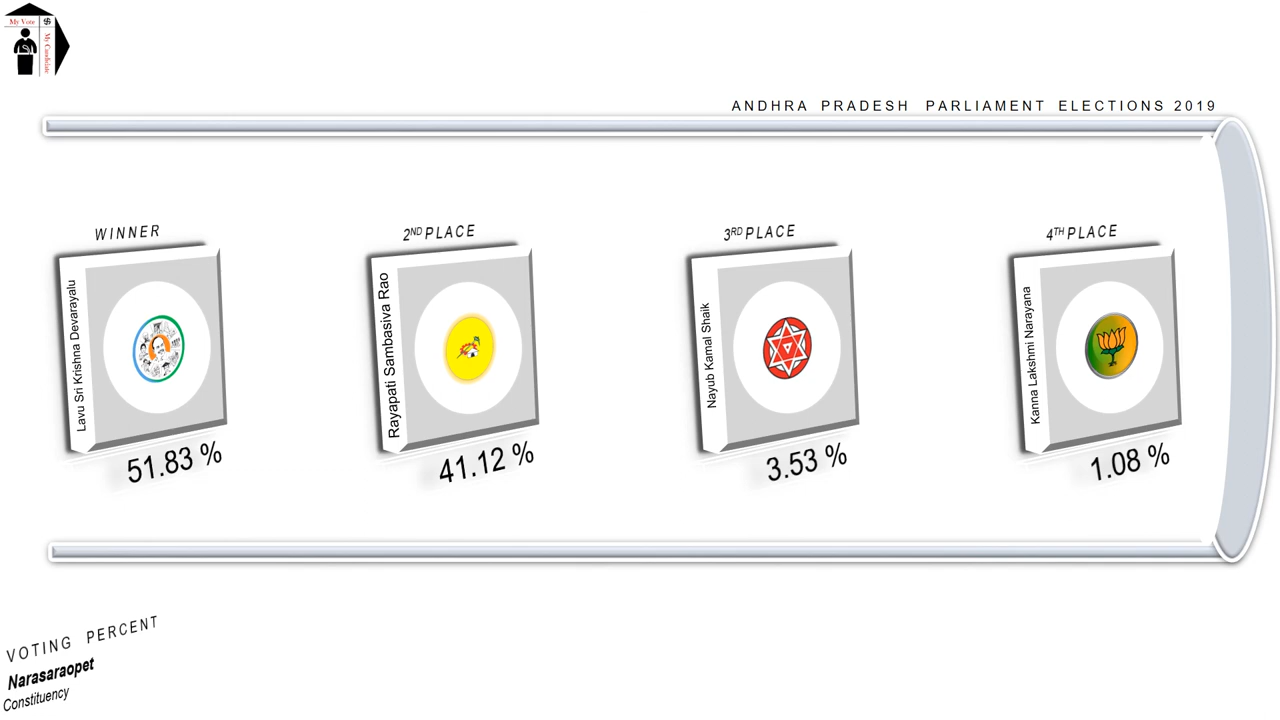 My Vote
My Candidate
ANDHRA PRADESH PARLIAMENT ELECTIONS 2019
WINNER
2ND PLACE
3RD PLACE
4TH PLACE
Lavu Sri Krishna Devarayalu
Rayapati Sambasiva Rao
Nayub Kamal Shaik
Kanna Lakshmi Narayana
51.83 %
41.12 %
3.53 %
1.08 %
VOTING PERCENT
Narasaraopet
Constituency